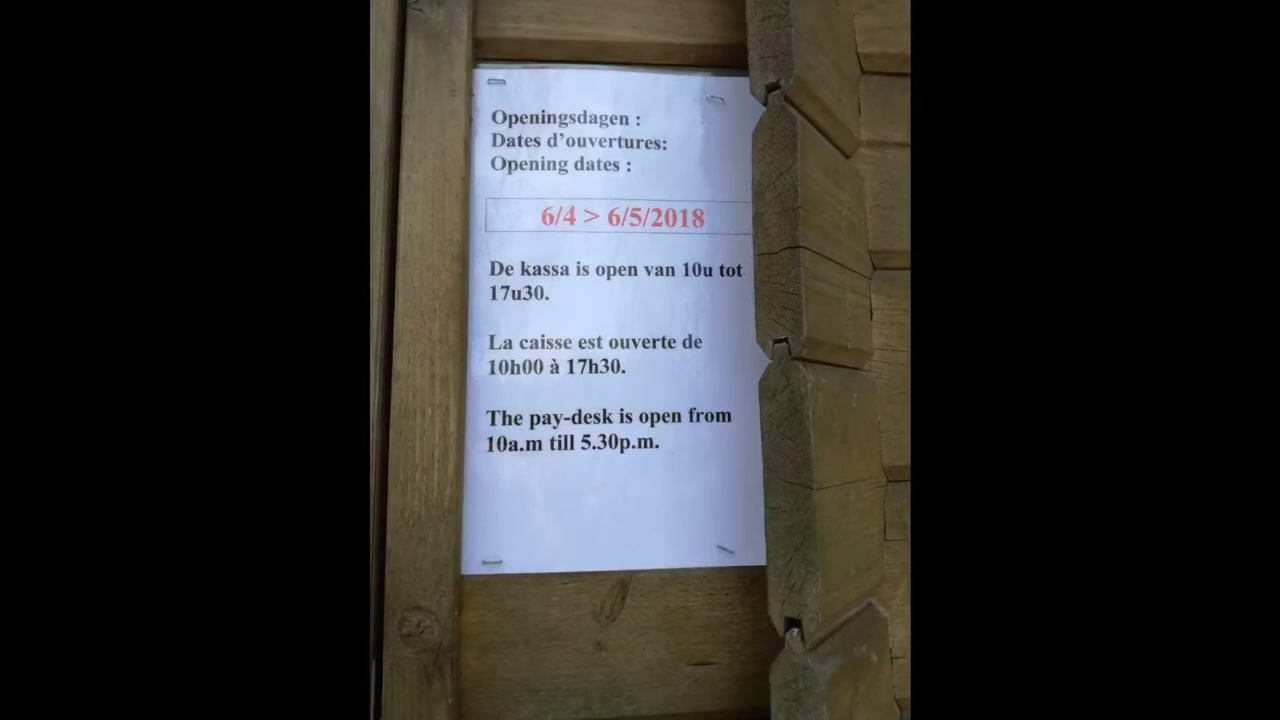 Openingsdagen :
Dates d’ouvertures:
Opening dates :
6/4 > 6/5/2018
De kassa is open van 10u tot
17u30.
La caisse est ouverte de
10h00 à 17h30.
The pay-desk is open from
10a.m till 5.30p.m.